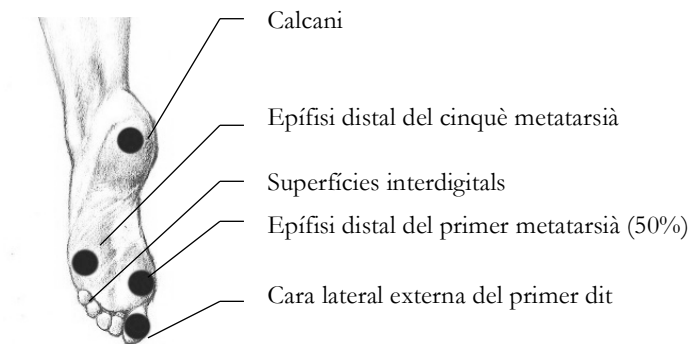 Calcani
Epífisi distal del cinquè metatarsià
Superfícies interdigitals
Epífisi distal del primer metatarsià (50%)
Cara lateral externa del primer dit